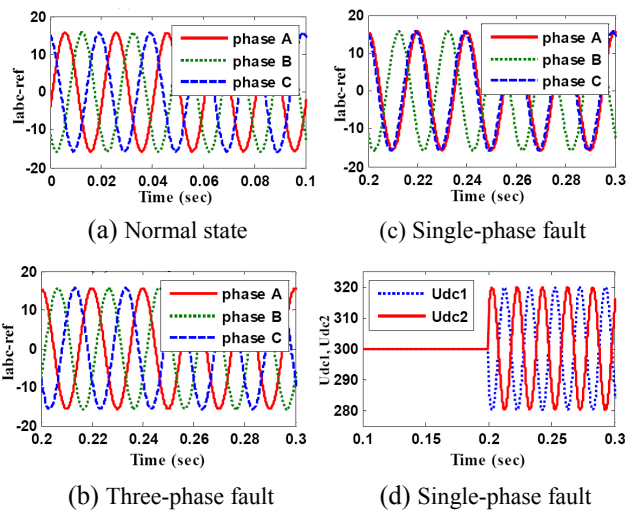 Iabc-ref
20
10
0
-10
-20
phase A
phase B
phase C
0
0.02
0.04
0.06
0.08
0.1
Time (sec)
(a) Normal state
Iabc-ref
20
10
0
-10
-20
phase A
phase B
phase C
0.2
0.22
0.24
0.26
0.28
0.3
Time (sec)
(c) Single-phase fault
Iabc-ref
20
10
0
-10
-20
phase A
phase B
phase C
0.2
0.22
0.24
0.26
0.28
0.3
Time (sec)
(b) Three-phase fault
Udc1, Udc2
320
310
300
290
280
Udc1
Udc2
0.1
0.15
0.2
0.25
0.3
Time (sec)
(d) Single-phase fault